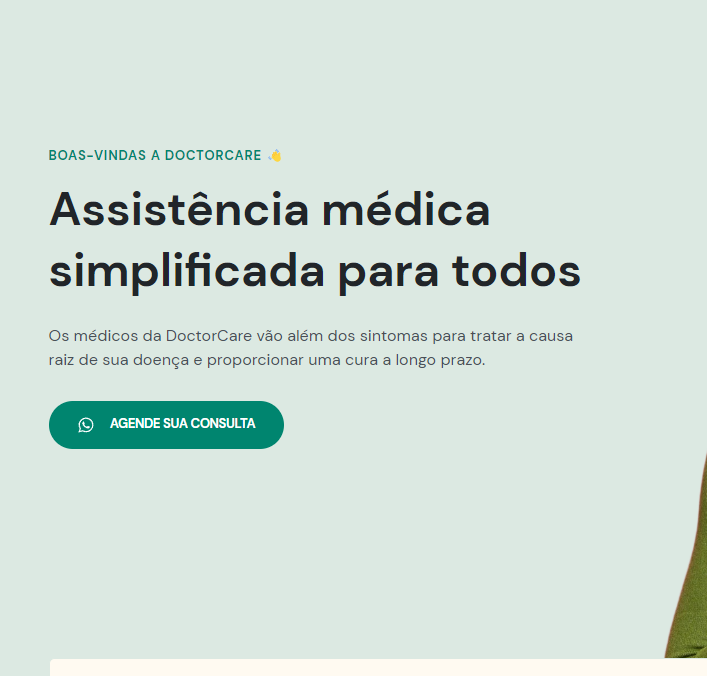 BOAS-VINDAS A DOCTORCARE 👋
Assistência médica
simplificada para todos
Os médicos da DoctorCare vão além dos sintomas para tratar a causa
raiz de sua doença e proporcionar uma cura a longo prazo.
AGENDE SUA CONSULTA